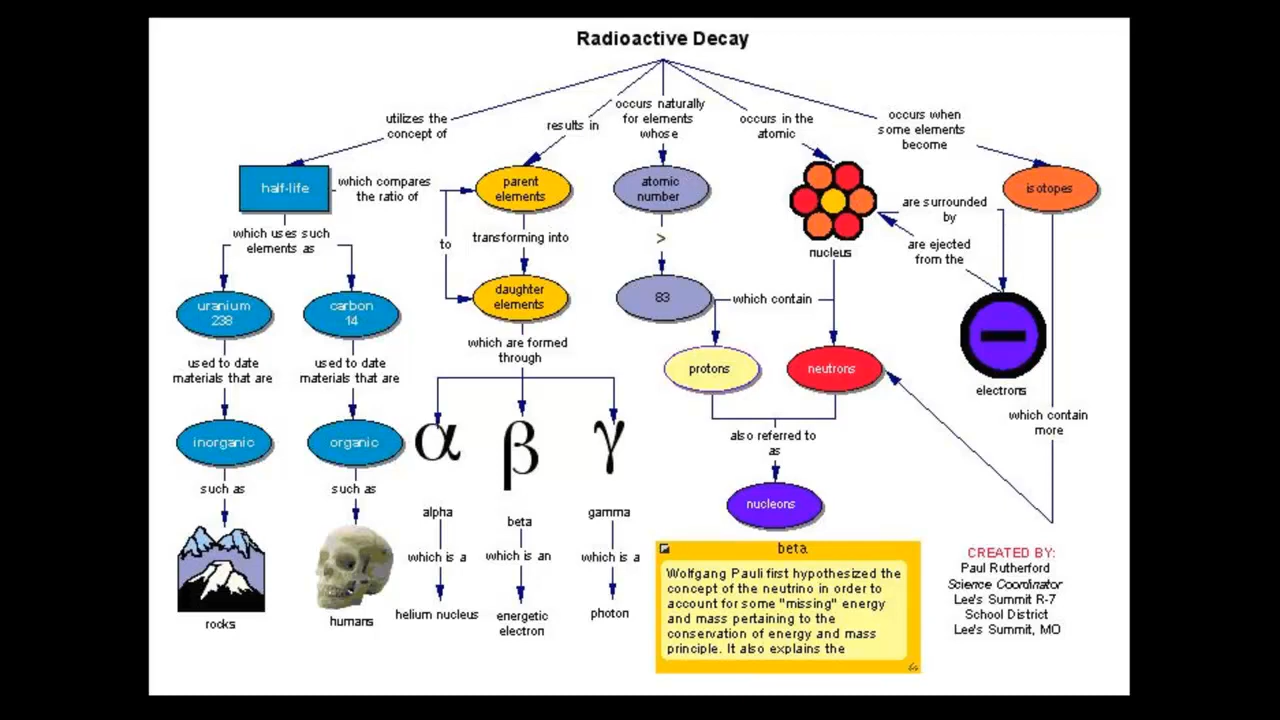 Radioactive Decay
utilizes the
concept of
results in
occurs naturally
for elements
whose
occurs in the
atomic
occurs when
some elements
become
half-life
which compares
the ratio of
parent
elements
atomic
number
nucleus
isotopes
are surrounded
by
are ejected
from the
which uses such
elements as
to
transforming into
>
uranium
238
carbon
14
daughter
elements
83
which contain
electrons
used to date
materials that are
used to date
materials that are
which are formed
through
protons
neutrons
which contain
more
inorganic
organic
α
β
γ
also referred to
as
such as
such as
nucleons
alpha
beta
gamma
which is a
which is an
which is a
rocks
humans
helium nucleus
energetic
electron
photon
beta
Wolfgang Pauli first hypothesized the
concept of the neutrino in order to
account for some "missing" energy
and mass pertaining to the
conservation of energy and mass
principle. It also explains the
CREATED BY:
Paul Rutherford
Science Coordinator
Lee's Summit R-7
School District
Lee's Summit, MO